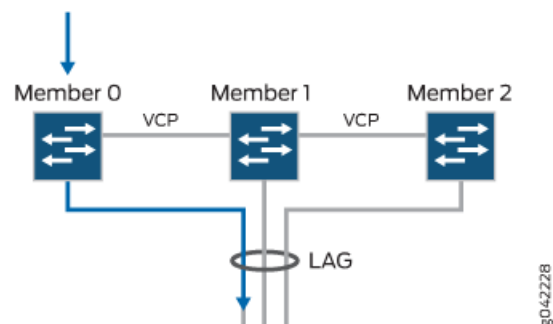 Member 0
Member 1
Member 2
VCP
VCP
LAG
g042228